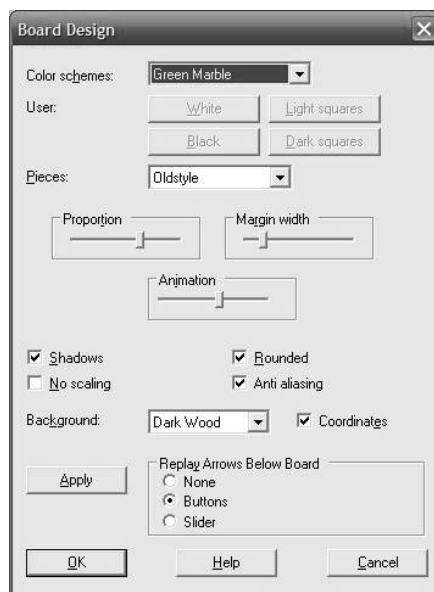 Board Design
Color schemes: Green Marble
User: White Light squares
Black Dark squares
Pieces: Oldstyle
Proportion Margin width
Animation
Shadows Rounded
No scaling Anti aliasing
Background: Dark Wood Coordinates
Replay Arrows Below Board
Apply None
Buttons
Slider
OK Help Cancel